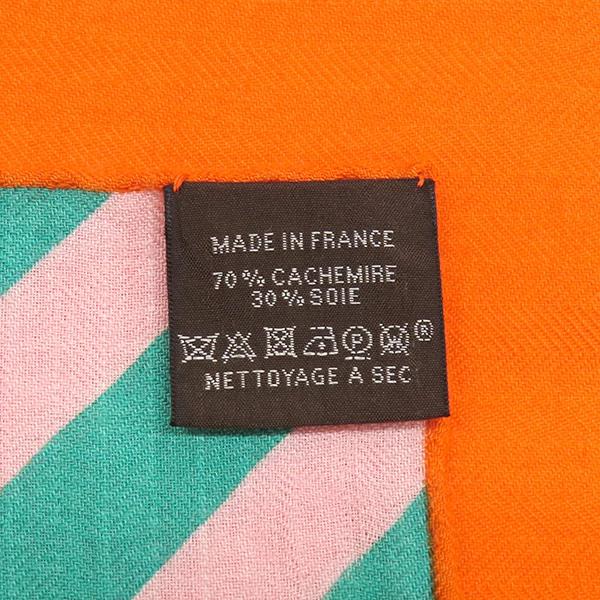 MADE IN FRANCE
70% CACHEMIRE
30% SOIE
P ®
NETTOYAGE A SEC